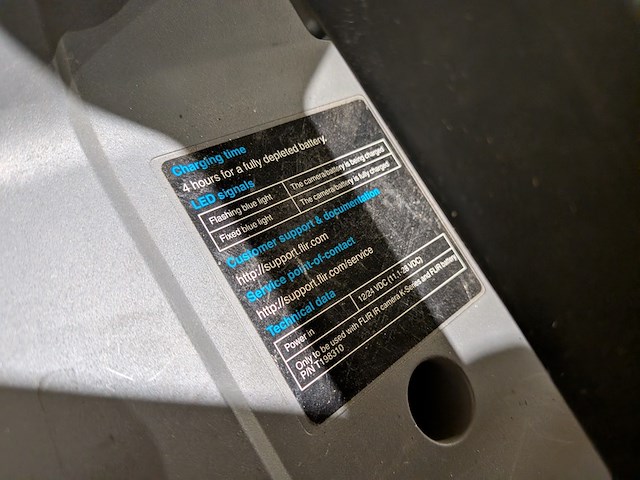 Charging time
4 hours for a fully depleted battery.
LED signals
Flashing blue light The camera/battery is being charged
Fixed blue light The camera/battery is fully charged
Customer support & documentation
http://support.flir.com
Service point-of-contact
http://support.flir.com/service
Technical data
Power in 12/24 VDC (11.1-28 VDC)
Only to be used with FLIR IR camera K-Series and FLIR battery
P/N T198310